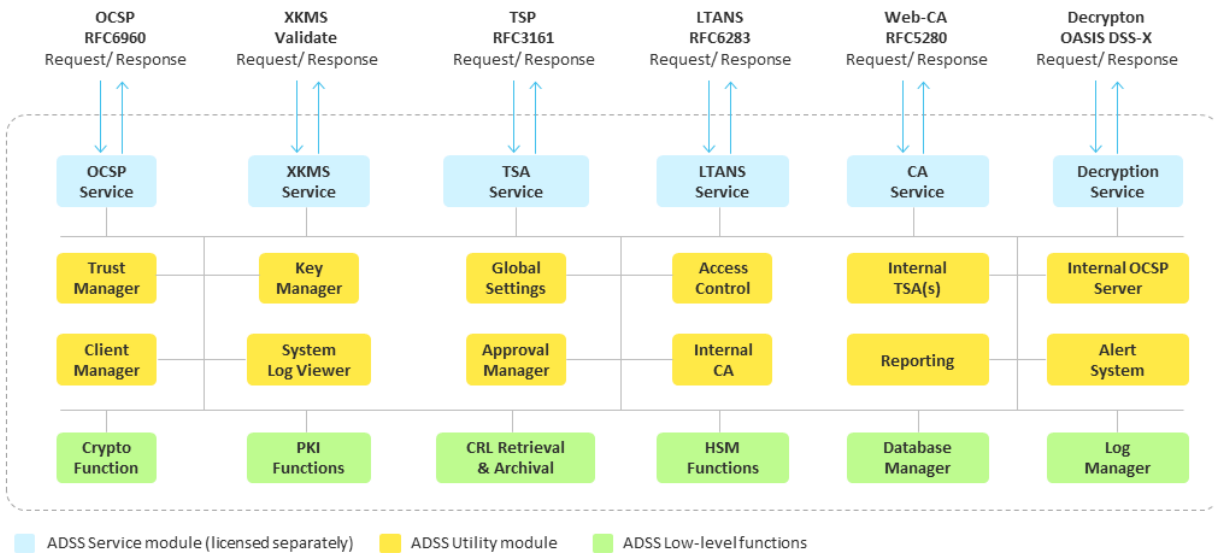 OCSP
RFC6960
Request/ Response
XKMS
Validate
Request/ Response
TSP
RFC3161
Request/ Response
LTANS
RFC6283
Request/ Response
Web-CA
RFC5280
Request/ Response
Decrypton
OASIS DSS-X
Request/ Response
OCSP
Service
XKMS
Service
TSA
Service
LTANS
Service
CA
Service
Decryption
Service
Trust
Manager
Key
Manager
Global
Settings
Access
Control
Internal
TSA(s)
Internal OCSP
Server
Client
Manager
System
Log Viewer
Approval
Manager
Internal
CA
Reporting
Alert
System
Crypto
Function
PKI
Functions
CRL Retrieval
& Archival
HSM
Functions
Database
Manager
Log
Manager
ADSS Service module (licensed separately)
ADSS Utility module
ADSS Low-level functions